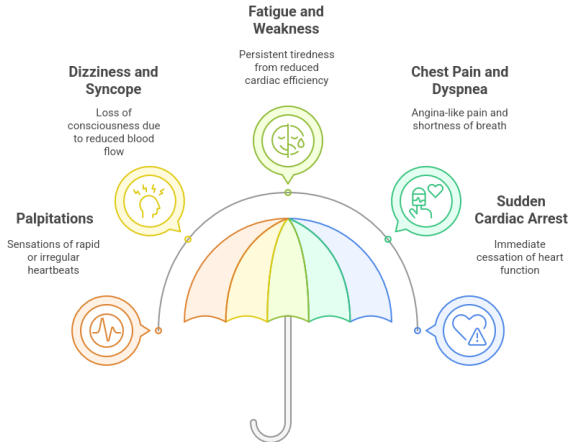 Fatigue and
Weakness
Persistent tiredness
from reduced
cardiac efficiency
Dizziness and
Syncope
Loss of
consciousness due
to reduced blood
flow
Chest Pain and
Dyspnea
Angina-like pain and
shortness of breath
Palpitations
Sensations of rapid
or irregular
heartbeats
Sudden
Cardiac Arrest
Immediate
cessation of heart
function